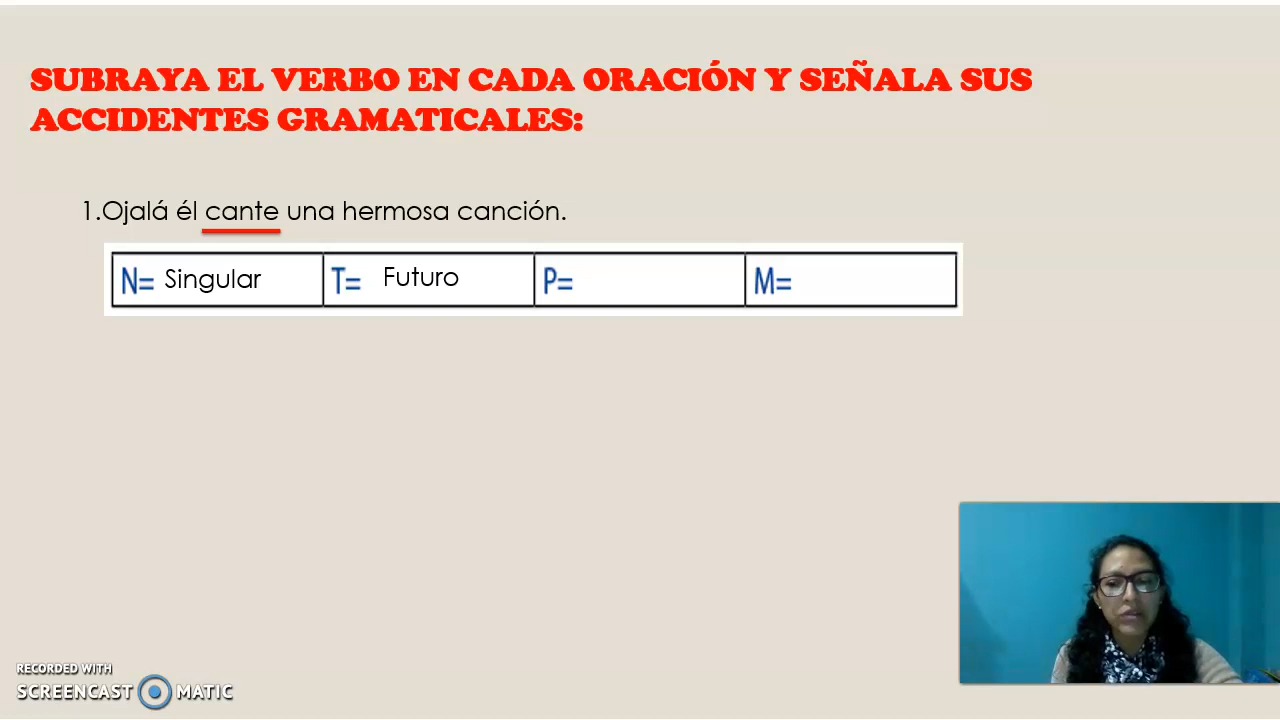 SUBRAYA EL VERBO EN CADA ORACIÓN Y SEÑALA SUS
ACCIDENTES GRAMATICALES:
1.Ojalá él cante una hermosa canción.
N= Singular T= Futuro P= M=
RECORDED WITH
SCREENCAST MATIC